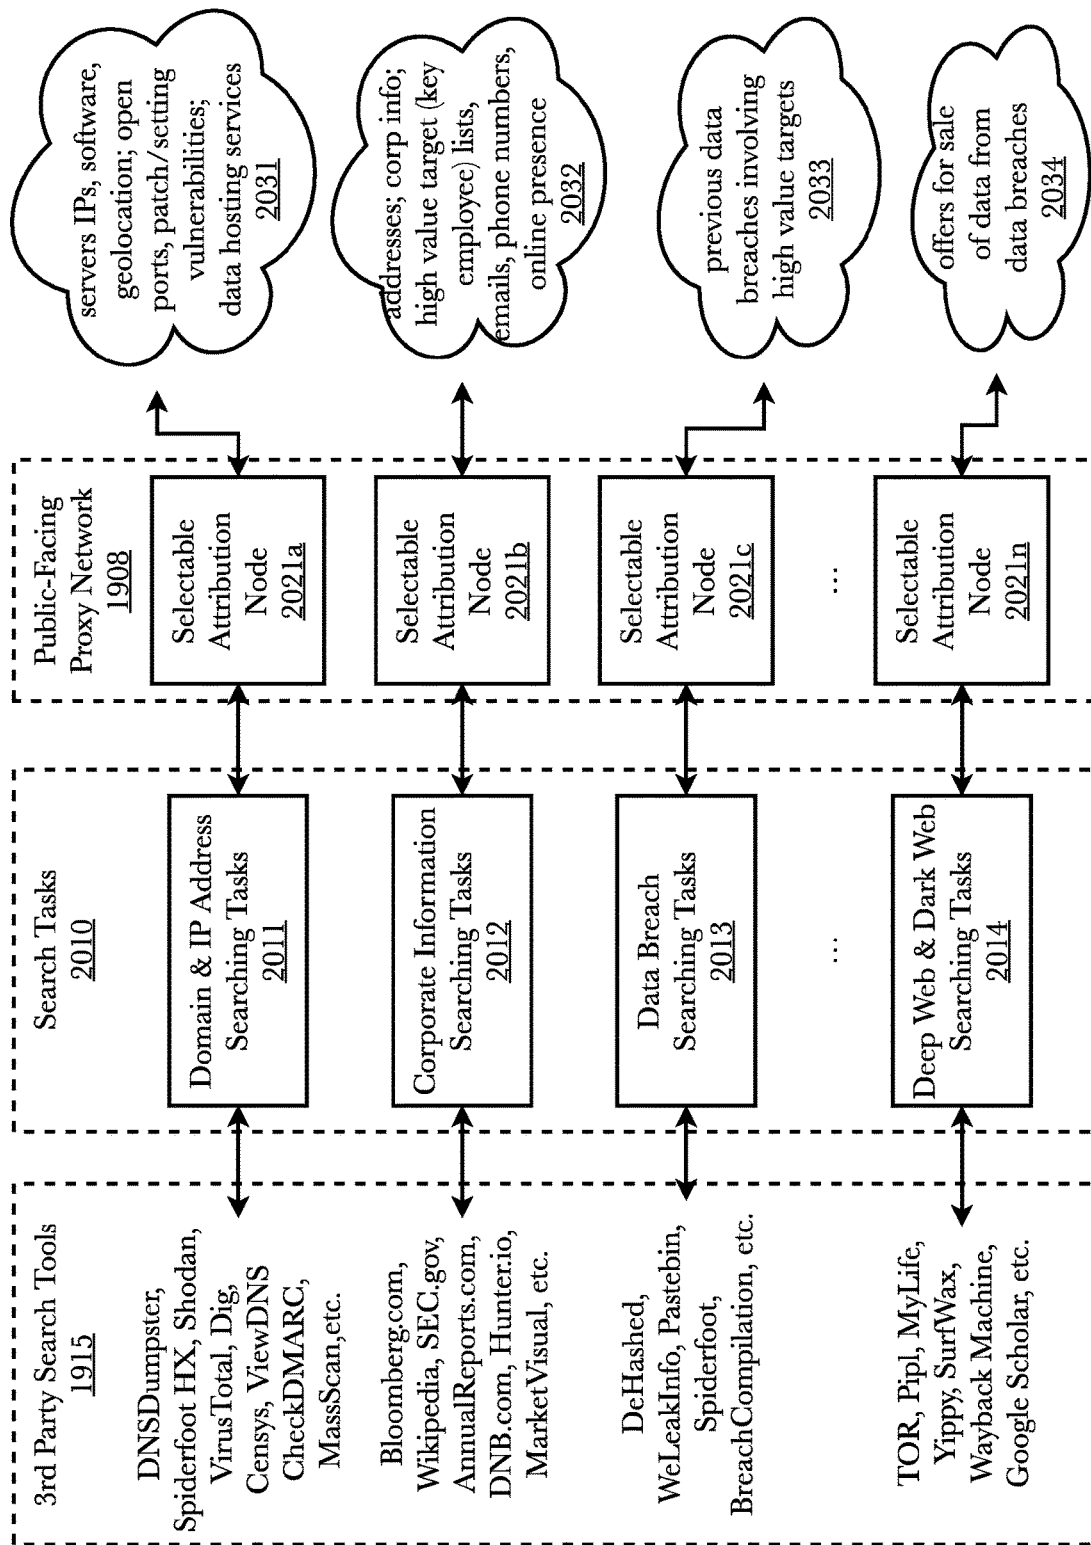 3rd Party Search Tools
1915
DNSDumpster,
Spiderfoot HX, Shodan,
VirusTotal, Dig,
Censys, ViewDNS
CheckDMARC,
MassScan,etc.
Bloomberg.com,
Wikipedia, SEC.gov,
AnnualReports.com,
DNB.com, Hunter.io,
MarketVisual, etc.
DeHashed,
WeLeakInfo, Pastebin,
Spiderfoot,
BreachCompilation, etc.
TOR, Pipl, MyLife,
Yippy, SurfWax,
Wayback Machine,
Google Scholar, etc.
Search Tasks
2010
Domain & IP Address
Searching Tasks
2011
Corporate Information
Searching Tasks
2012
Data Breach
Searching Tasks
2013
...
Deep Web & Dark Web
Searching Tasks
2014
Public-Facing
Proxy Network
1908
Selectable
Attribution
Node
2021a
Selectable
Attribution
Node
2021b
Selectable
Attribution
Node
2021c
...
Selectable
Attribution
Node
2021n
servers IPs, software,
geolocation; open
ports, patch/setting
vulnerabilities;
data hosting services
2031
addresses; corp info;
high value target (key
employee) lists,
emails, phone numbers,
online presence
2032
previous data
breaches involving
high value targets
2033
offers for sale
of data from
data breaches
2034